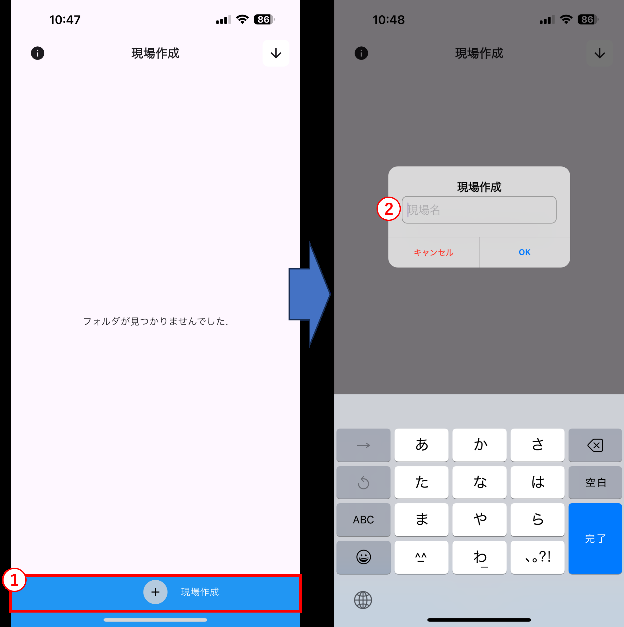 10:47
86
現場作成
フォルダが見つかりませんでした.
①
現場作成
10:48
86
現場作成
現場作成
②
現場名
キャンセル
OK
→ あ か さ
た な は 空白
ABC ま や ら 完了
^^ わ_ 、。?!